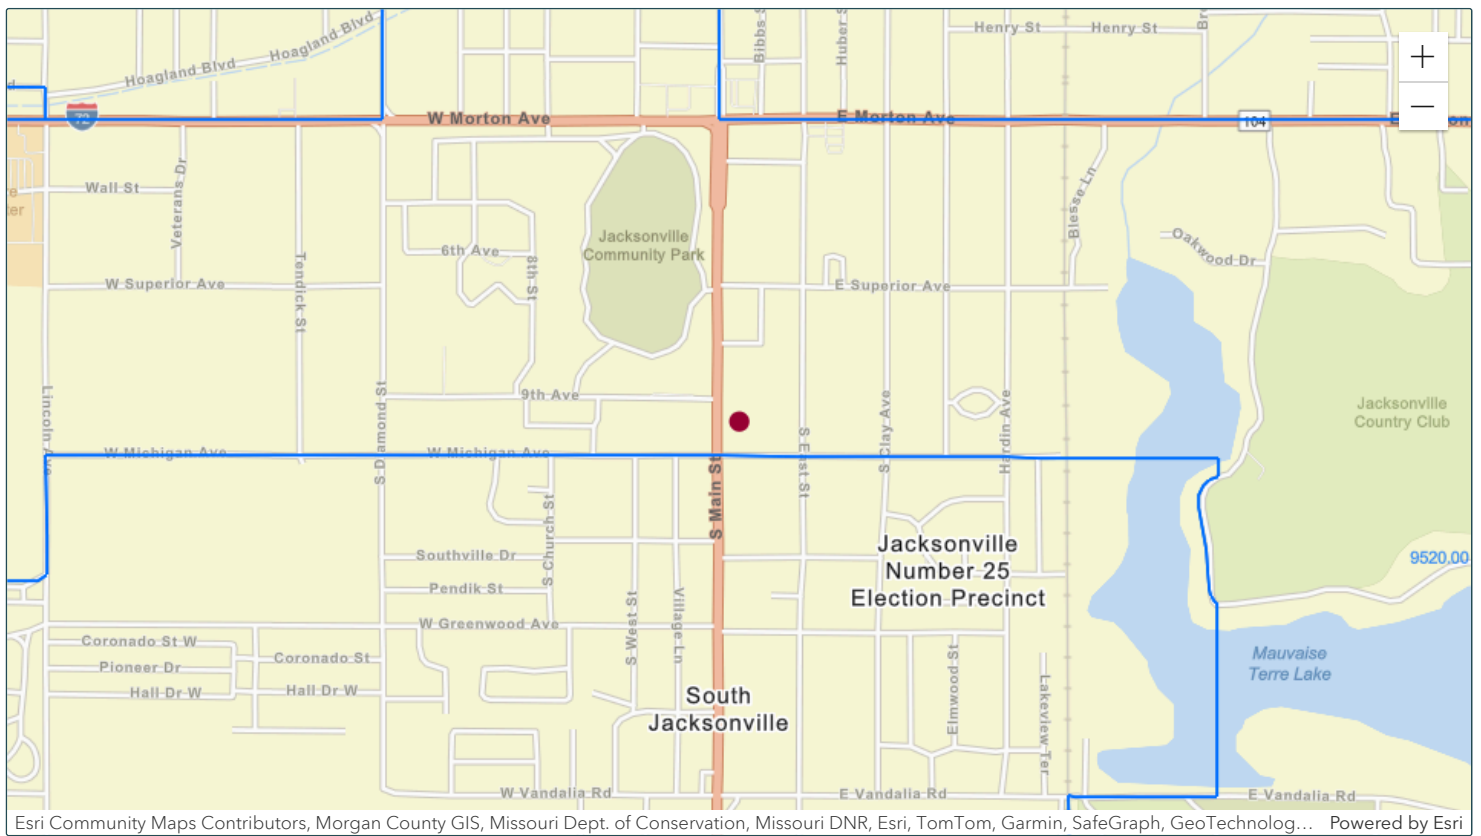 Hoagland Blvd
Hoagland Blvd
Bibbs S
Huber S
Henry St
Henry St
Br
d
72
W Morton Ave
E Morton Ave
104
E
on
+
−
Wall St
Veterans Dr
re
ter
Blesse Ln
Oakwood Dr
Jacksonville
Community Park
6th Ave
8th St
W Superior Ave
Tendick St
E Superior Ave
Lincoln Ave
S Diamond St
9th Ave
S Clay Ave
Hardin Ave
Jacksonville
Country Club
W Michigan Ave
W Michigan Ave
S East St
S Main St
S Church St
Southville Dr
Jacksonville
Number 25
Election Precinct
9520.00
Pendik St
S West St
Village Ln
W Greenwood Ave
Coronado St W
Coronado St
Pioneer Dr
Hall Dr W
Hall Dr W
Elmwood St
Lakeview Ter
Mauvaise
Terre Lake
South
Jacksonville
W Vandalia Rd
E Vandalia Rd
E Vandalia Rd
Esri Community Maps Contributors, Morgan County GIS, Missouri Dept. of Conservation, Missouri DNR, Esri, TomTom, Garmin, SafeGraph, GeoTechnolog... Powered by Esri